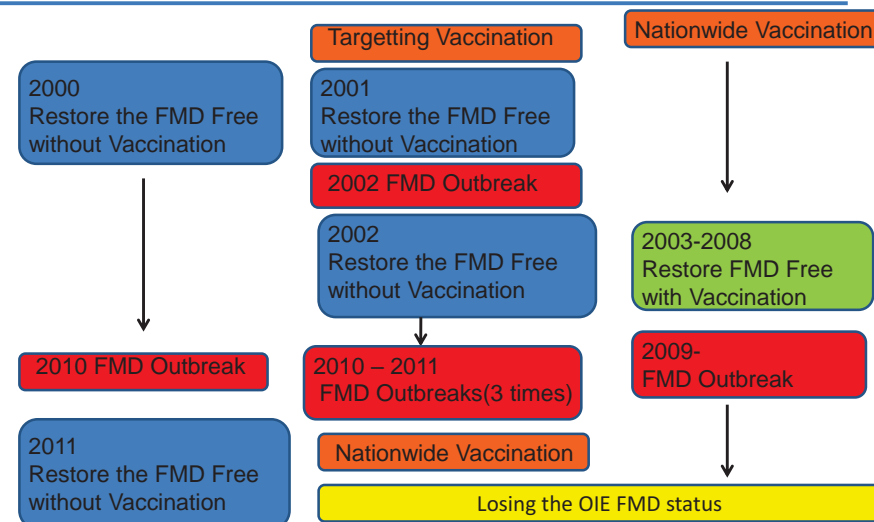 2000
Restore the FMD Free
without Vaccination
2010 FMD Outbreak
2011
Restore the FMD Free
without Vaccination
Targetting Vaccination
2001
Restore the FMD Free
without Vaccination
2002 FMD Outbreak
2002
Restore the FMD Free
without Vaccination
2010 – 2011
FMD Outbreaks(3 times)
Nationwide Vaccination
Nationwide Vaccination
2003-2008
Restore FMD Free
with Vaccination
2009-
FMD Outbreak
Losing the OIE FMD status